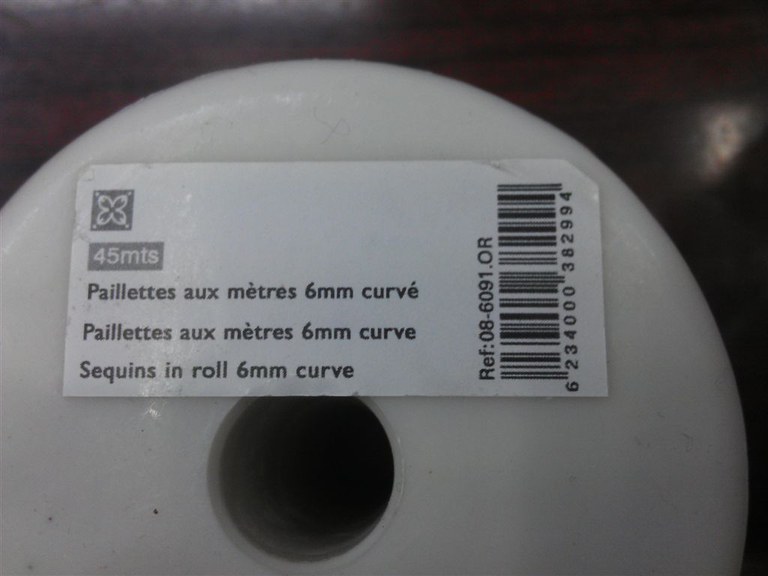 45mts
Paillettes aux mètres 6mm curvé
Paillettes aux mètres 6mm curve
Sequins in roll 6mm curve
Ref:08-6091.OR
6 234000 382994